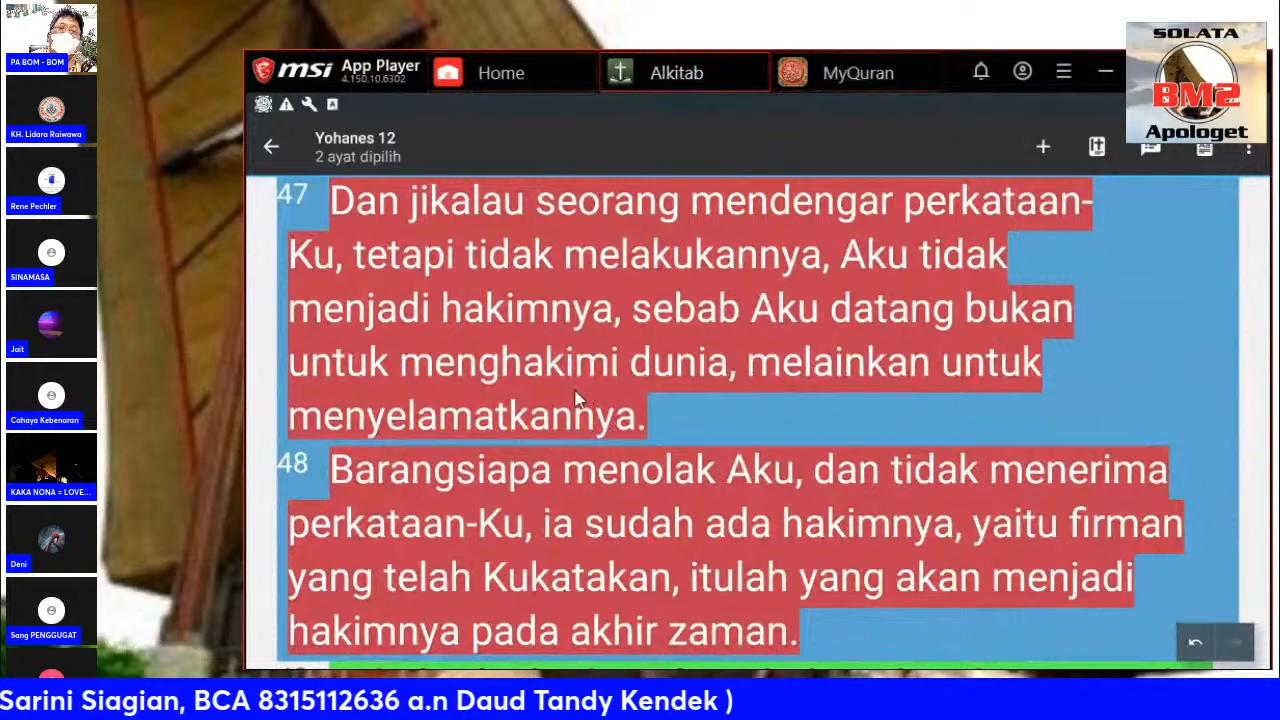 PA BOM - BOM
KH. Lidara Raiwawa
Rene Pechler
SINAMASA
Jait
Cahaya Kebenaran
KAKA NONA = LOVE...
Deni
Sang PENGGUGAT
msi App Player
4.150.10.6302
Home
Alkitab
MyQuran
SOLATA
BM2
Apologet
Yohanes 12
2 ayat dipilih
47 Dan jikalau seorang mendengar perkataan-
Ku, tetapi tidak melakukannya, Aku tidak
menjadi hakimnya, sebab Aku datang bukan
untuk menghakimi dunia, melainkan untuk
menyelamatkannya.
48 Barangsiapa menolak Aku, dan tidak menerima
perkataan-Ku, ia sudah ada hakimnya, yaitu firman
yang telah Kukatakan, itulah yang akan menjadi
hakimnya pada akhir zaman.
Sarini Siagian, BCA 8315112636 a.n Daud Tandy Kendek )